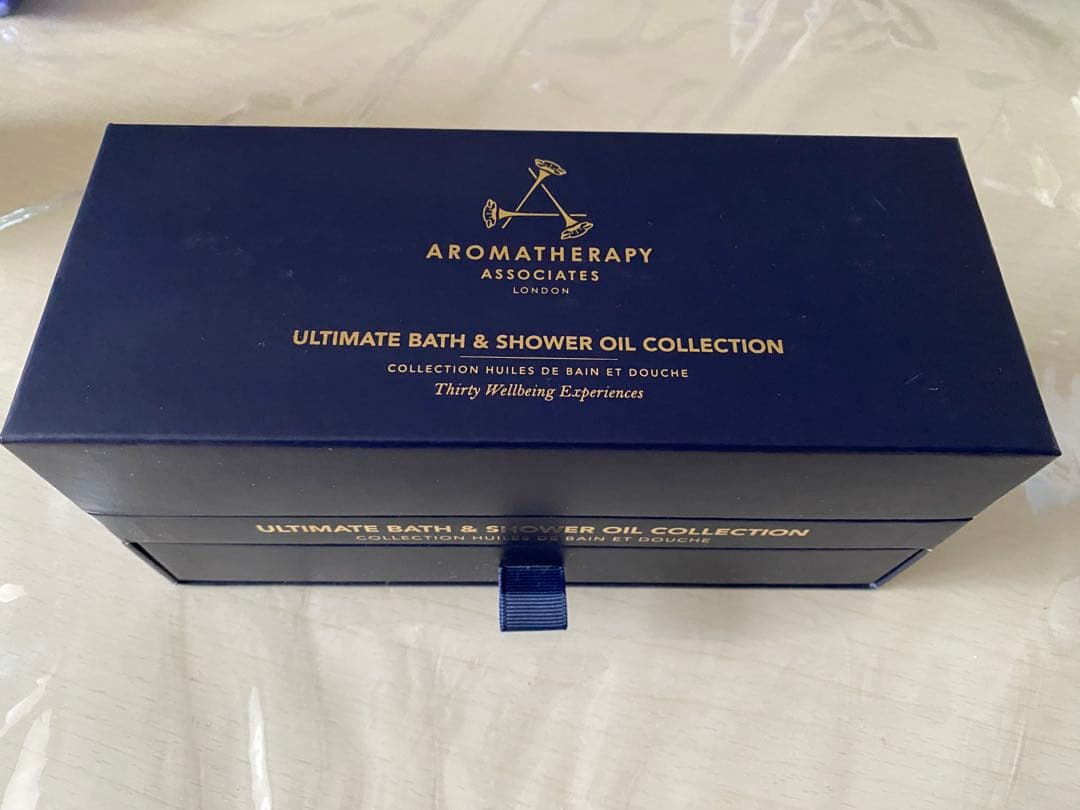 AROMATHERAPY
ASSOCIATES
LONDON
ULTIMATE BATH & SHOWER OIL COLLECTION
COLLECTION HUILES DE BAIN ET DOUCHE
Thirty Wellbeing Experiences
ULTIMATE BATH & SHOWER OIL COLLECTION
COLLECTION HUILES DE BAIN ET DOUCHE